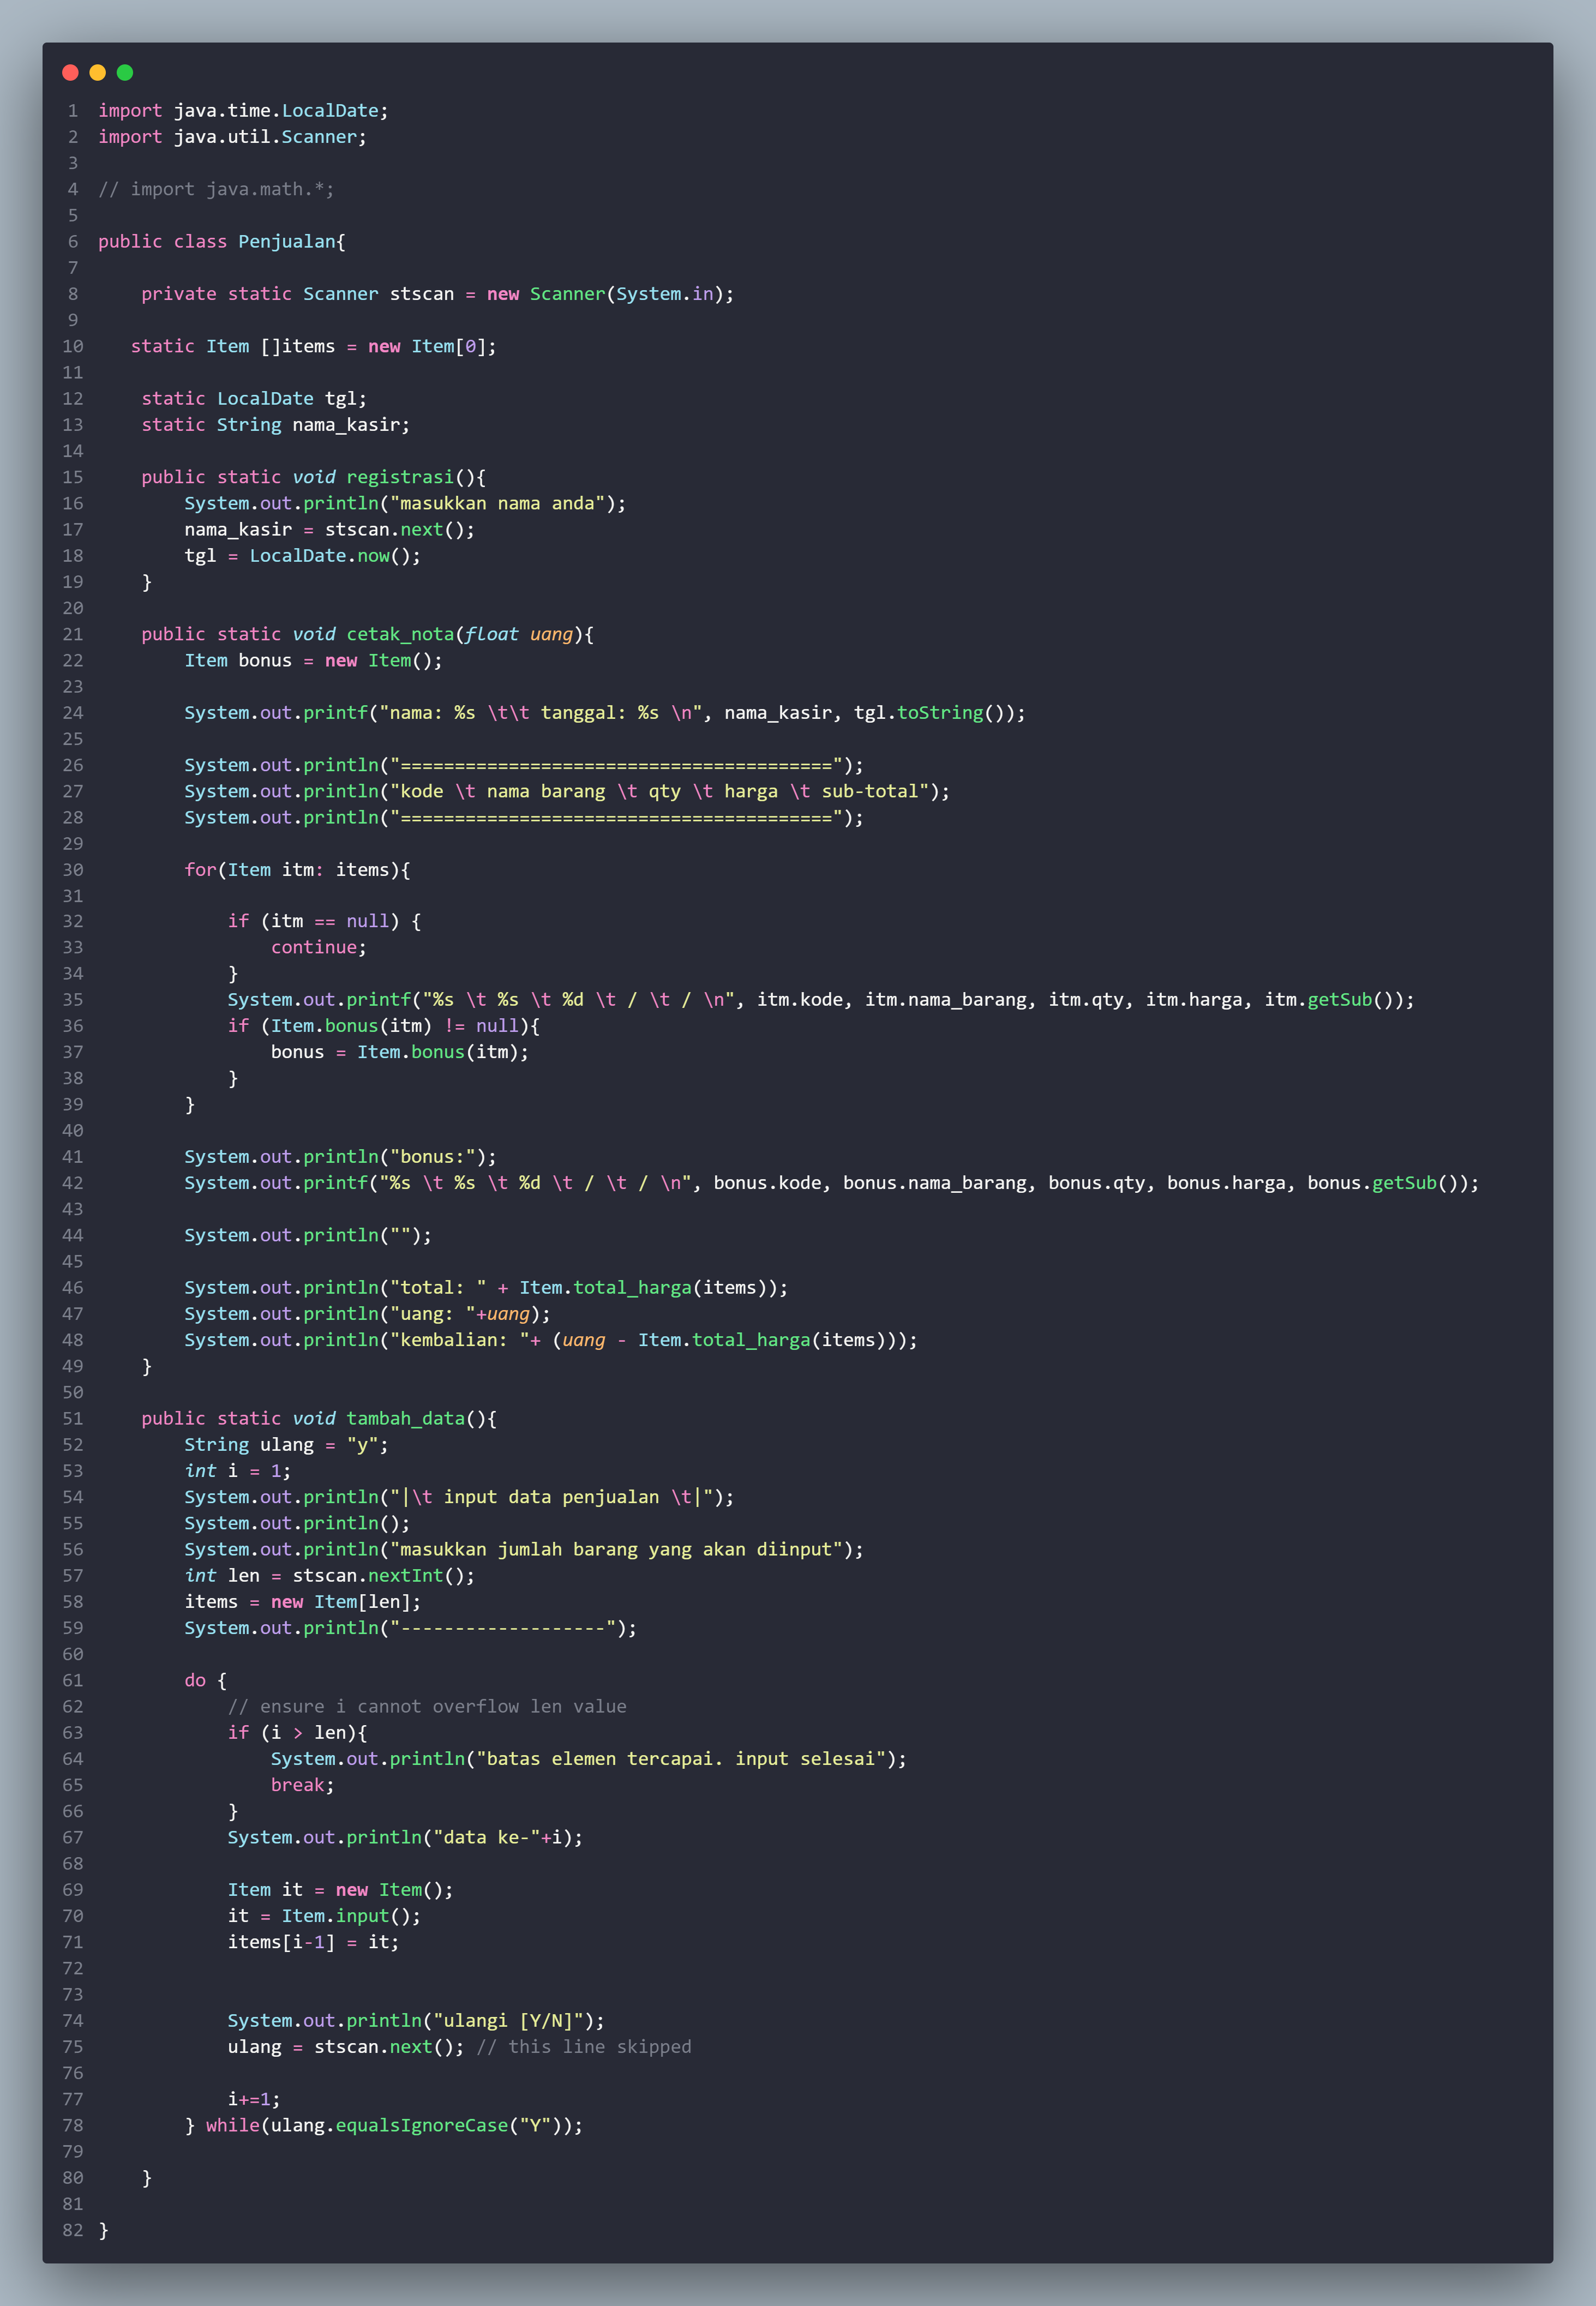 1 import java.time.LocalDate;
2 import java.util.Scanner;
3
4 // import java.math.*;
5
6 public class Penjualan{
7
8     private static Scanner stscan = new Scanner(System.in);
9
10    static Item []items = new Item[0];
11
12     static LocalDate tgl;
13     static String nama_kasir;
14
15     public static void registrasi(){
16         System.out.println("masukkan nama anda");
17         nama_kasir = stscan.next();
18         tgl = LocalDate.now();
19     }
20
21     public static void cetak_nota(float uang){
22         Item bonus = new Item();
23
24         System.out.printf("nama: %s \t\t tanggal: %s \n", nama_kasir, tgl.toString());
25
26         System.out.println("========================================");
27         System.out.println("kode \t nama barang \t qty \t harga \t sub-total");
28         System.out.println("========================================");
29
30         for(Item itm: items){
31
32             if (itm == null) {
33                 continue;
34             }
35             System.out.printf("%s \t %s \t %d \t / \t / \n", itm.kode, itm.nama_barang, itm.qty, itm.harga, itm.getSub());
36             if (Item.bonus(itm) != null){
37                 bonus = Item.bonus(itm);
38             }
39         }
40
41         System.out.println("bonus:");
42         System.out.printf("%s \t %s \t %d \t / \t / \n", bonus.kode, bonus.nama_barang, bonus.qty, bonus.harga, bonus.getSub());
43
44         System.out.println("");
45
46         System.out.println("total: " + Item.total_harga(items));
47         System.out.println("uang: "+uang);
48         System.out.println("kembalian: "+ (uang - Item.total_harga(items)));
49     }
50
51     public static void tambah_data(){
52         String ulang = "y";
53         int i = 1;
54         System.out.println("|\t input data penjualan \t|");
55         System.out.println();
56         System.out.println("masukkan jumlah barang yang akan diinput");
57         int len = stscan.nextInt();
58         items = new Item[len];
59         System.out.println("-------------------");
60
61         do {
62             // ensure i cannot overflow len value
63             if (i > len){
64                 System.out.println("batas elemen tercapai. input selesai");
65                 break;
66             }
67             System.out.println("data ke-"+i);
68
69             Item it = new Item();
70             it = Item.input();
71             items[i-1] = it;
72
73
74             System.out.println("ulangi [Y/N]");
75             ulang = stscan.next(); // this line skipped
76
77             i+=1;
78         } while(ulang.equalsIgnoreCase("Y"));
79
80     }
81
82 }